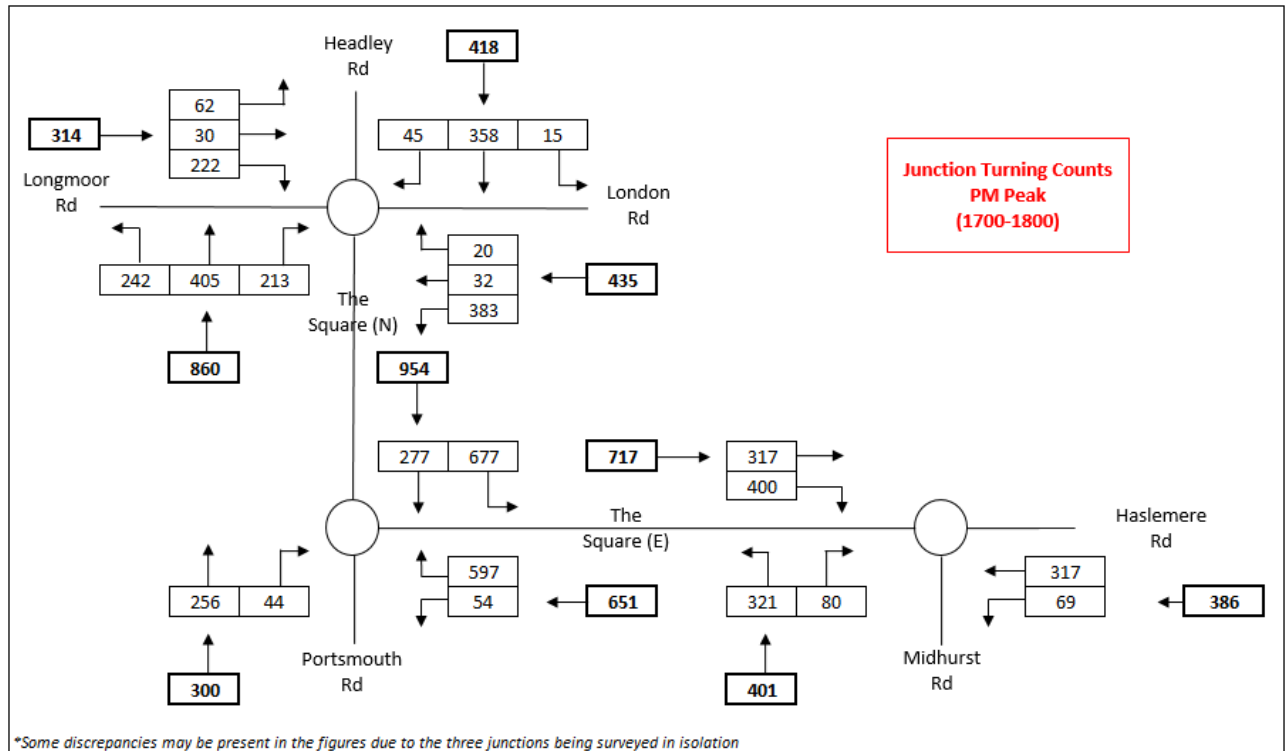 Headley
Rd
418
62
30
222
314
45 358 15
Longmoor
Rd
London
Rd
Junction Turning Counts
PM Peak
(1700-1800)
242 405 213
20
32
383
435
The
Square (N)
860
954
277 677
717
317
400
The
Square (E)
Haslemere
Rd
256 44
597
54
651
321 80
317
69
386
Portsmouth
Rd
Midhurst
Rd
300
401
*Some discrepancies may be present in the figures due to the three junctions being surveyed in isolation